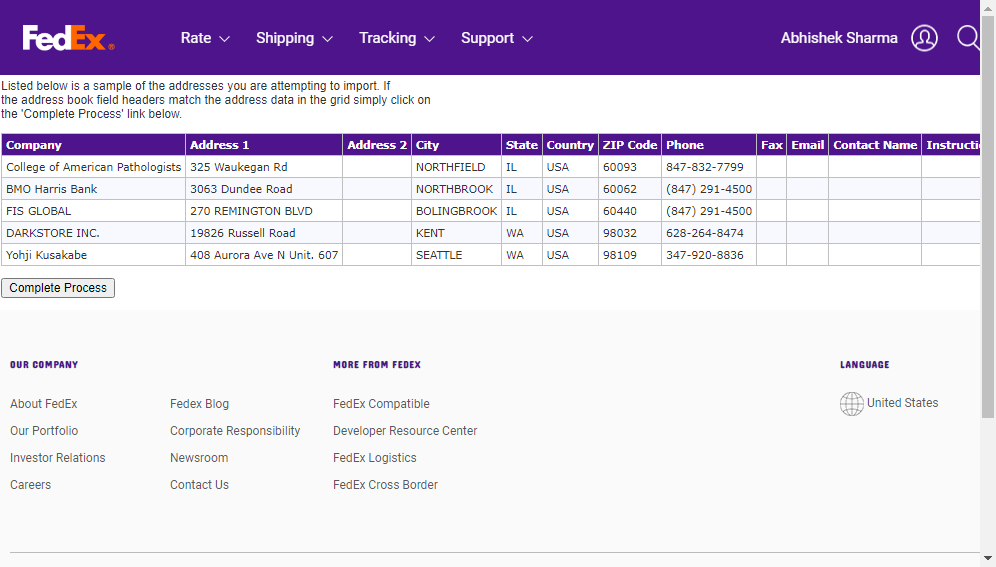 FedEx®
Rate Shipping Tracking Support Abhishek Sharma
Listed below is a sample of the addresses you are attempting to import. If
the address book field headers match the address data in the grid simply click on
the 'Complete Process' link below.
Company Address 1 Address 2 City State Country ZIP Code Phone Fax Email Contact Name Instructi
College of American Pathologists 325 Waukegan Rd NORTHFIELD IL USA 60093 847-832-7799
BMO Harris Bank 3063 Dundee Road NORTHBROOK IL USA 60062 (847) 291-4500
FIS GLOBAL 270 REMINGTON BLVD BOLINGBROOK IL USA 60440 (847) 291-4500
DARKSTORE INC. 19826 Russell Road KENT WA USA 98032 628-264-8474
Yohji Kusakabe 408 Aurora Ave N Unit. 607 SEATTLE WA USA 98109 347-920-8836
Complete Process
OUR COMPANY MORE FROM FEDEX LANGUAGE
About FedEx Fedex Blog FedEx Compatible United States
Our Portfolio Corporate Responsibility Developer Resource Center
Investor Relations Newsroom FedEx Logistics
Careers Contact Us FedEx Cross Border